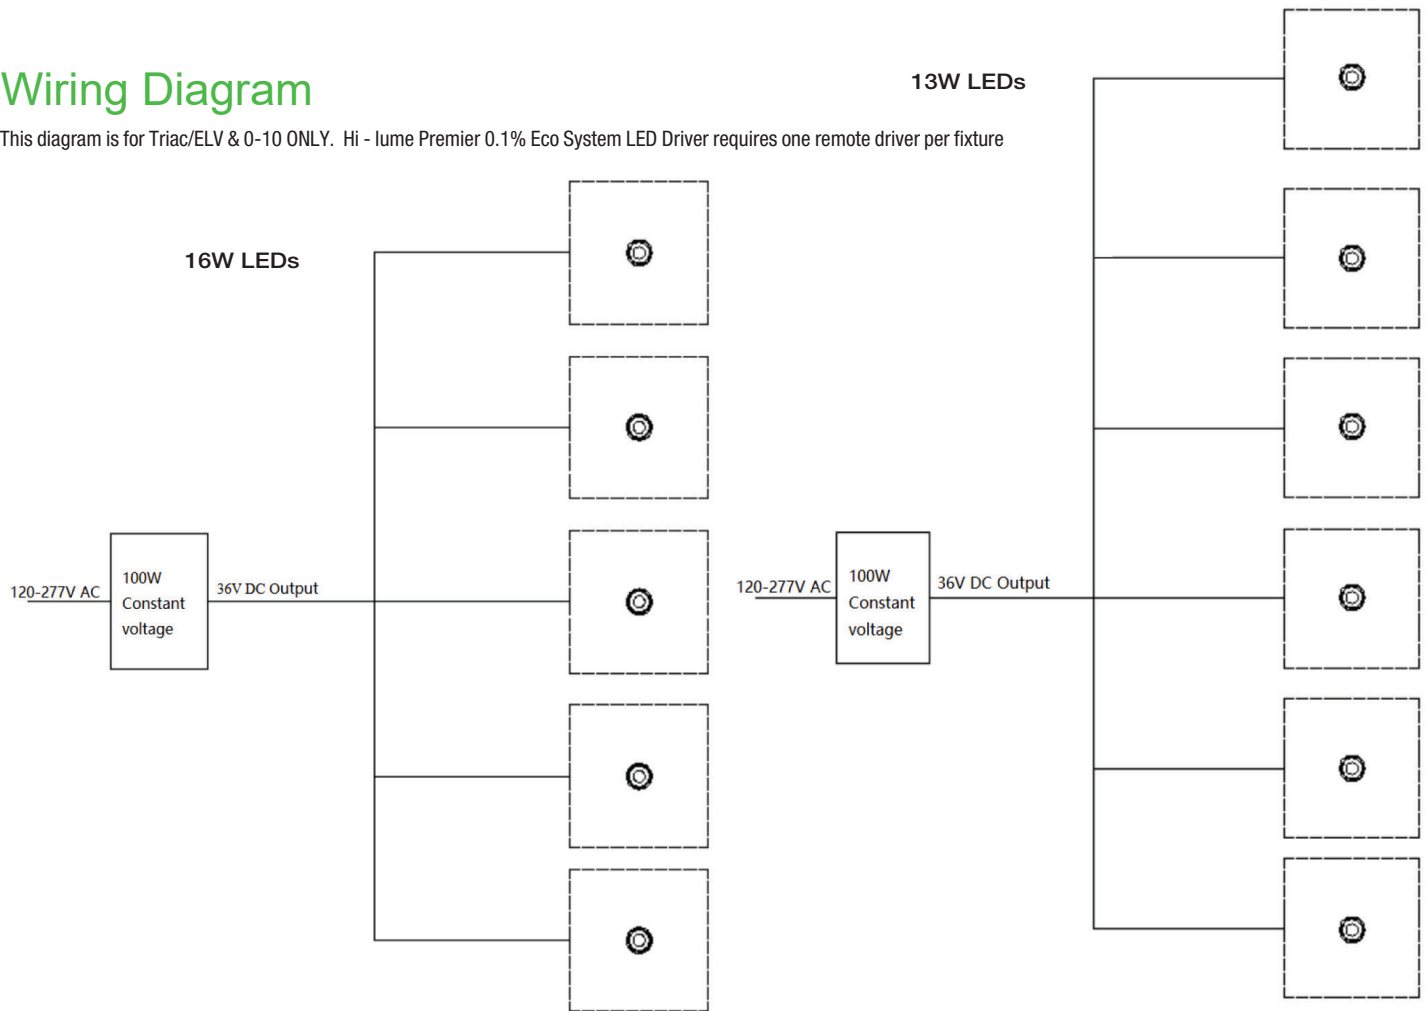 Wiring Diagram
This diagram is for Triac/ELV & 0-10 ONLY. Hi - lume Premier 0.1% Eco System LED Driver requires one remote driver per fixture
16W LEDs
120-277V AC
100W
Constant
voltage
36V DC Output
13W LEDs
120-277V AC
100W
Constant
voltage
36V DC Output